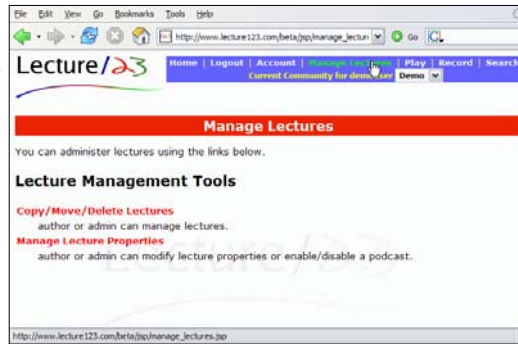 File Edit View Go Bookmarks Tools Help
http://www.lecture123.com/beta/jsp/manage_lectur Go
Lecture/23 Home | Logout | Account | Manage Lectures | Play | Record | Search
Current Community for demo user Demo
Manage Lectures
You can administer lectures using the links below.
Lecture Management Tools
Copy/Move/Delete Lectures
author or admin can manage lectures.
Manage Lecture Properties
author or admin can modify lecture properties or enable/disable a podcast.
Lecture/23
http://www.lecture123.com/beta/jsp/manage_lectures.jsp